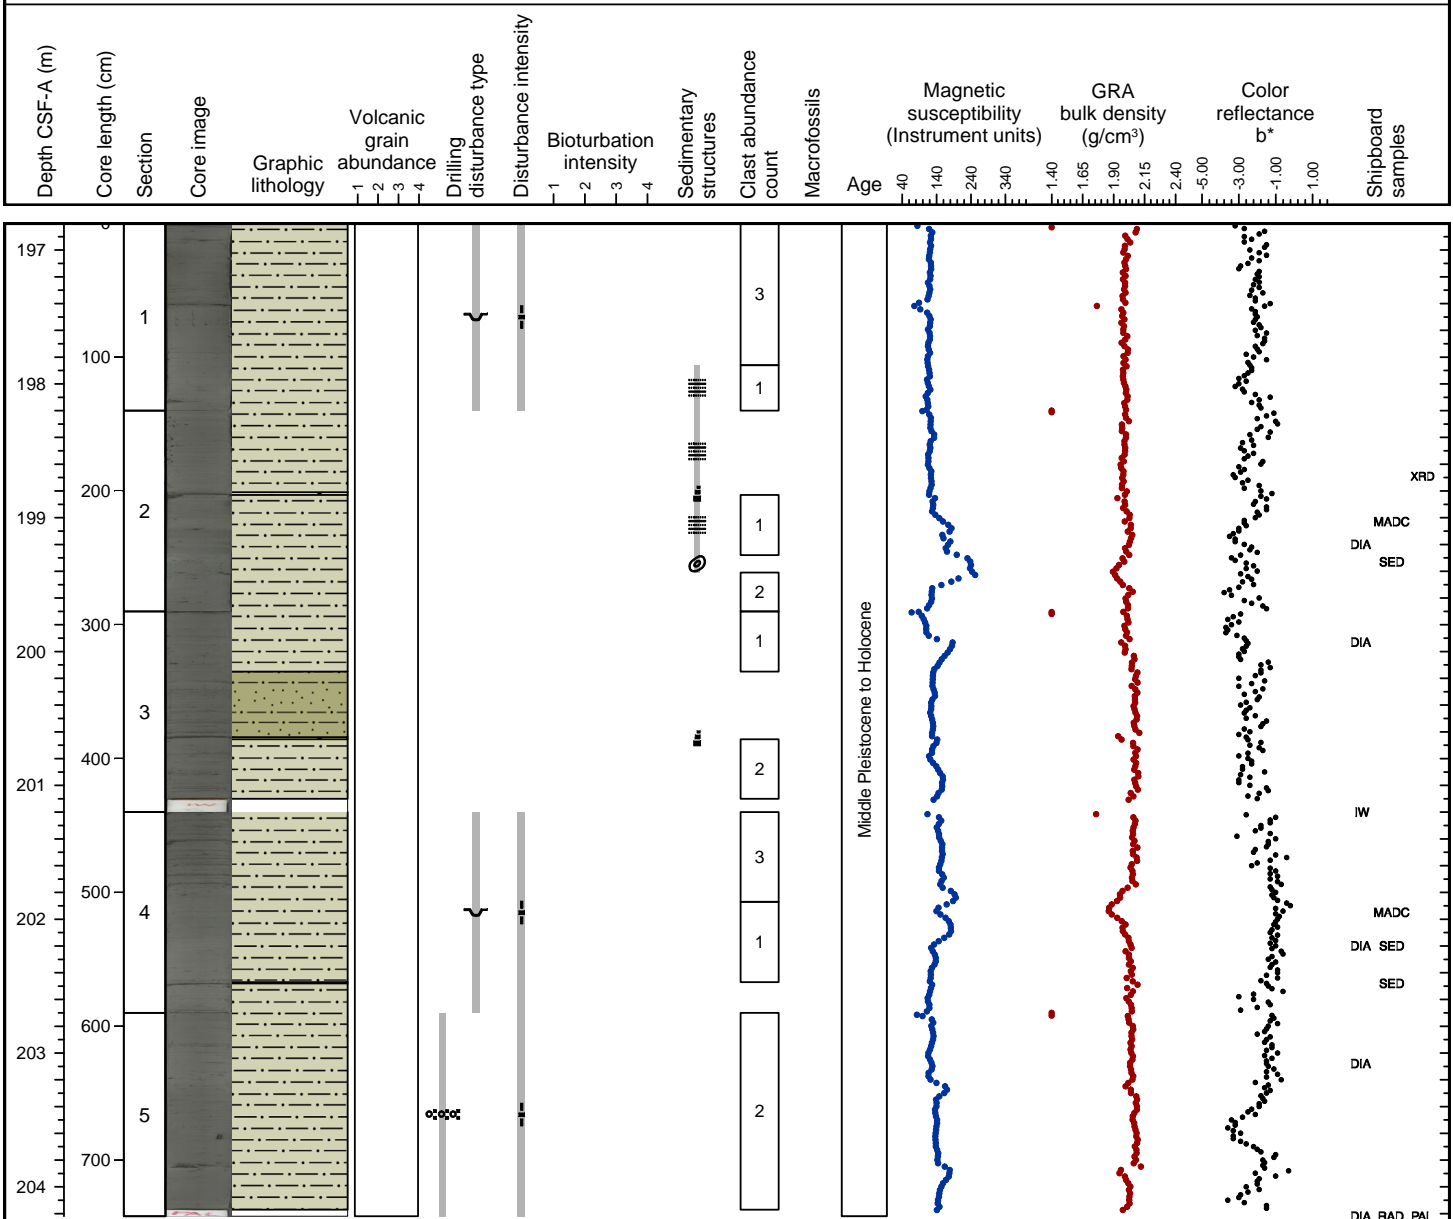 Depth CSF-A (m)
Core length (cm)
Section
Core image
Graphic
lithology
Volcanic
grain
abundance
1 2 3 4
Drilling
disturbance type
Disturbance intensity
Bioturbation
intensity
1 2 3 4
Sedimentary
structures
Clast abundance
count
Macrofossils
Age
Magnetic
susceptibility
(Instrument units)
40 140 240 340
GRA
bulk density
(g/cm³)
1.40 1.65 1.90 2.15 2.40
Color
reflectance
b*
-5.00 -3.00 -1.00 1.00
Shipboard
samples
197
198
199
200
201
202
203
204
0
100
200
300
400
500
600
700
1
2
3
4
5
3
1
1
2
1
2
3
1
2
Middle Pleistocene to Holocene
XRD
MADC
DIA
SED
DIA
IW
MADC
DIA SED
SED
DIA
DIA RAD PAL